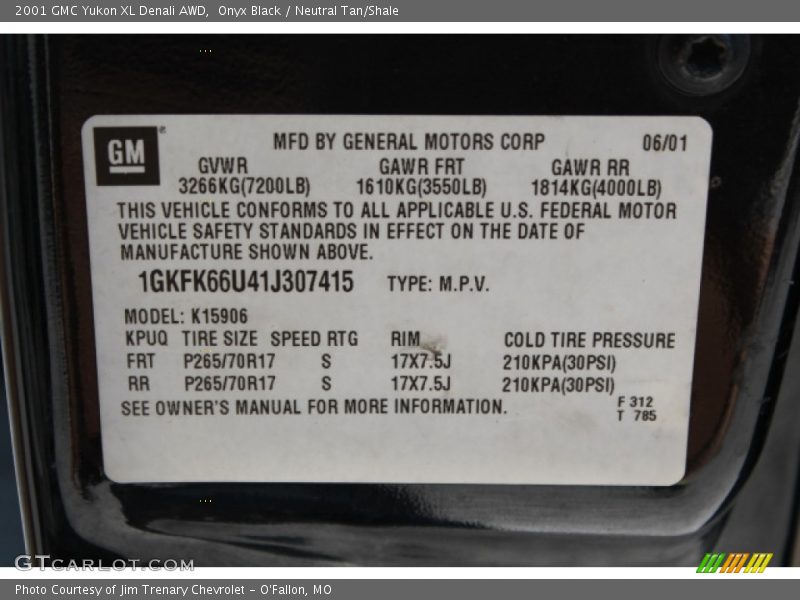 2001 GMC Yukon XL Denali AWD, Onyx Black / Neutral Tan/Shale
GM
MFD BY GENERAL MOTORS CORP 06/01
GVWR GAWR FRT GAWR RR
3266KG(7200LB) 1610KG(3550LB) 1814KG(4000LB)
THIS VEHICLE CONFORMS TO ALL APPLICABLE U.S. FEDERAL MOTOR
VEHICLE SAFETY STANDARDS IN EFFECT ON THE DATE OF
MANUFACTURE SHOWN ABOVE.
1GKFK66U41J307415 TYPE: M.P.V.
MODEL: K15906
KPUQ TIRE SIZE SPEED RTG RIM COLD TIRE PRESSURE
FRT P265/70R17 S 17X7.5J 210KPA(30PSI)
RR P265/70R17 S 17X7.5J 210KPA(30PSI)
SEE OWNER'S MANUAL FOR MORE INFORMATION.
F 312
T 785
GTCARLOT.COM
Photo Courtesy of Jim Trenary Chevrolet - O'Fallon, MO